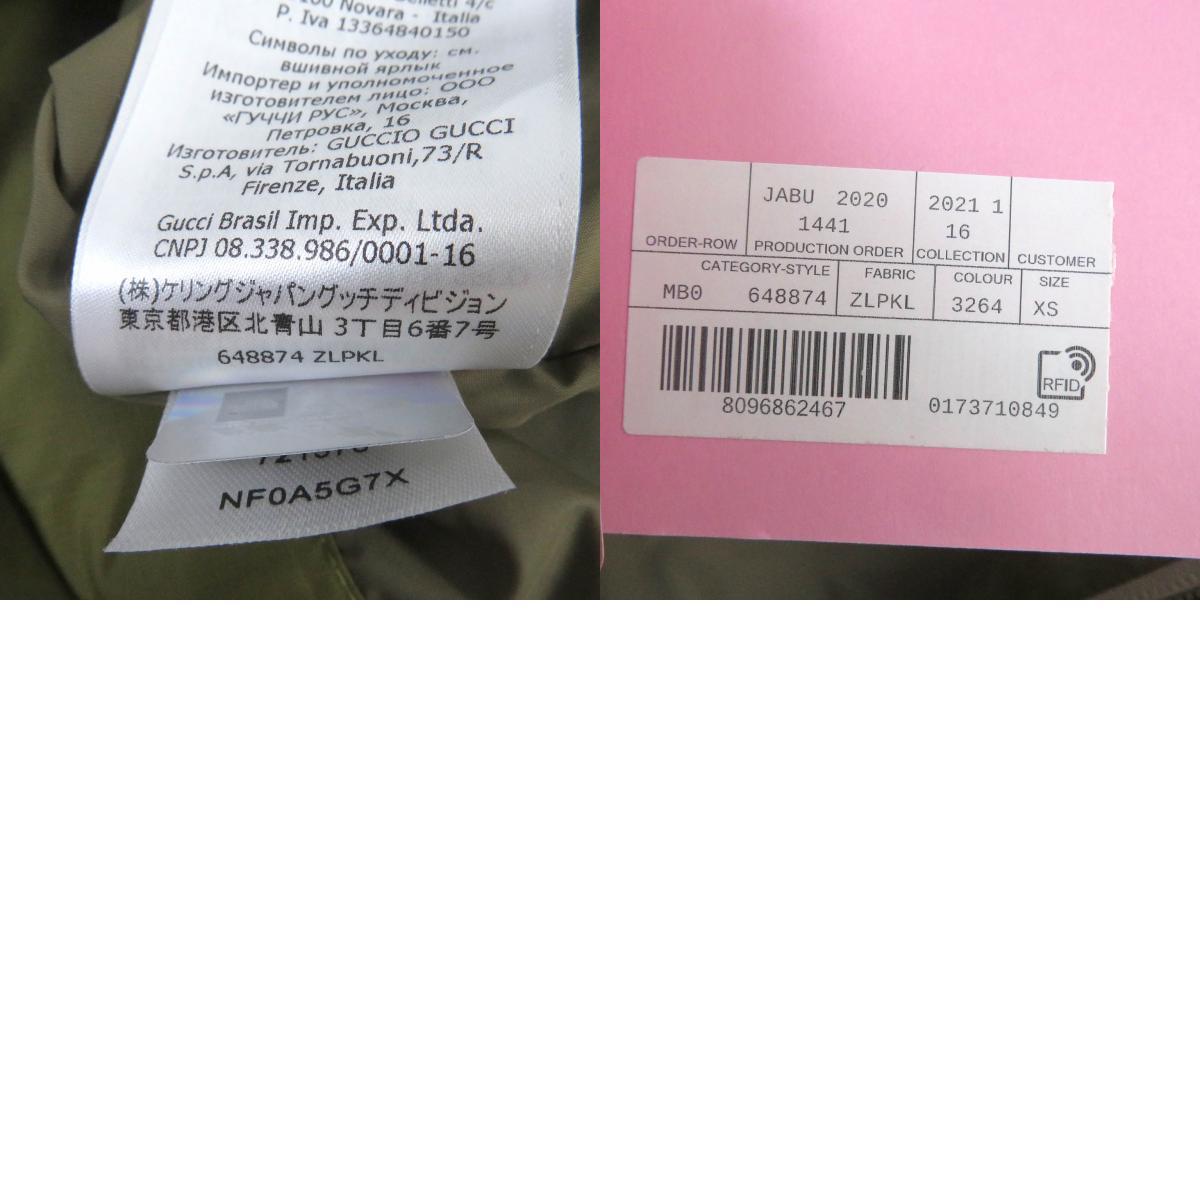 100 Novara - Italia
P. Iva 13364840150
Символы по уходу: см.
вшивной ярлык
Импортер и уполномоченное
изготовителем лицо: ООО
«ГУЧЧИ РУС», Москва,
Петровка, 16
Изготовитель: GUCCIO GUCCI
S.p.A, via Tornabuoni,73/R
Firenze, Italia
Gucci Brasil Imp. Exp. Ltda.
CNPJ 08.338.986/0001-16
(株)ケリングジャパングッチディビジョン
東京都港区北青山 3丁目6番7号
648874 ZLPKL
NF0A5G7X
JABU 2020 2021 1
1441 16
ORDER-ROW PRODUCTION ORDER COLLECTION CUSTOMER
CATEGORY-STYLE FABRIC COLOUR SIZE
MB0 648874 ZLPKL 3264 XS
RFID
8096862467 0173710849